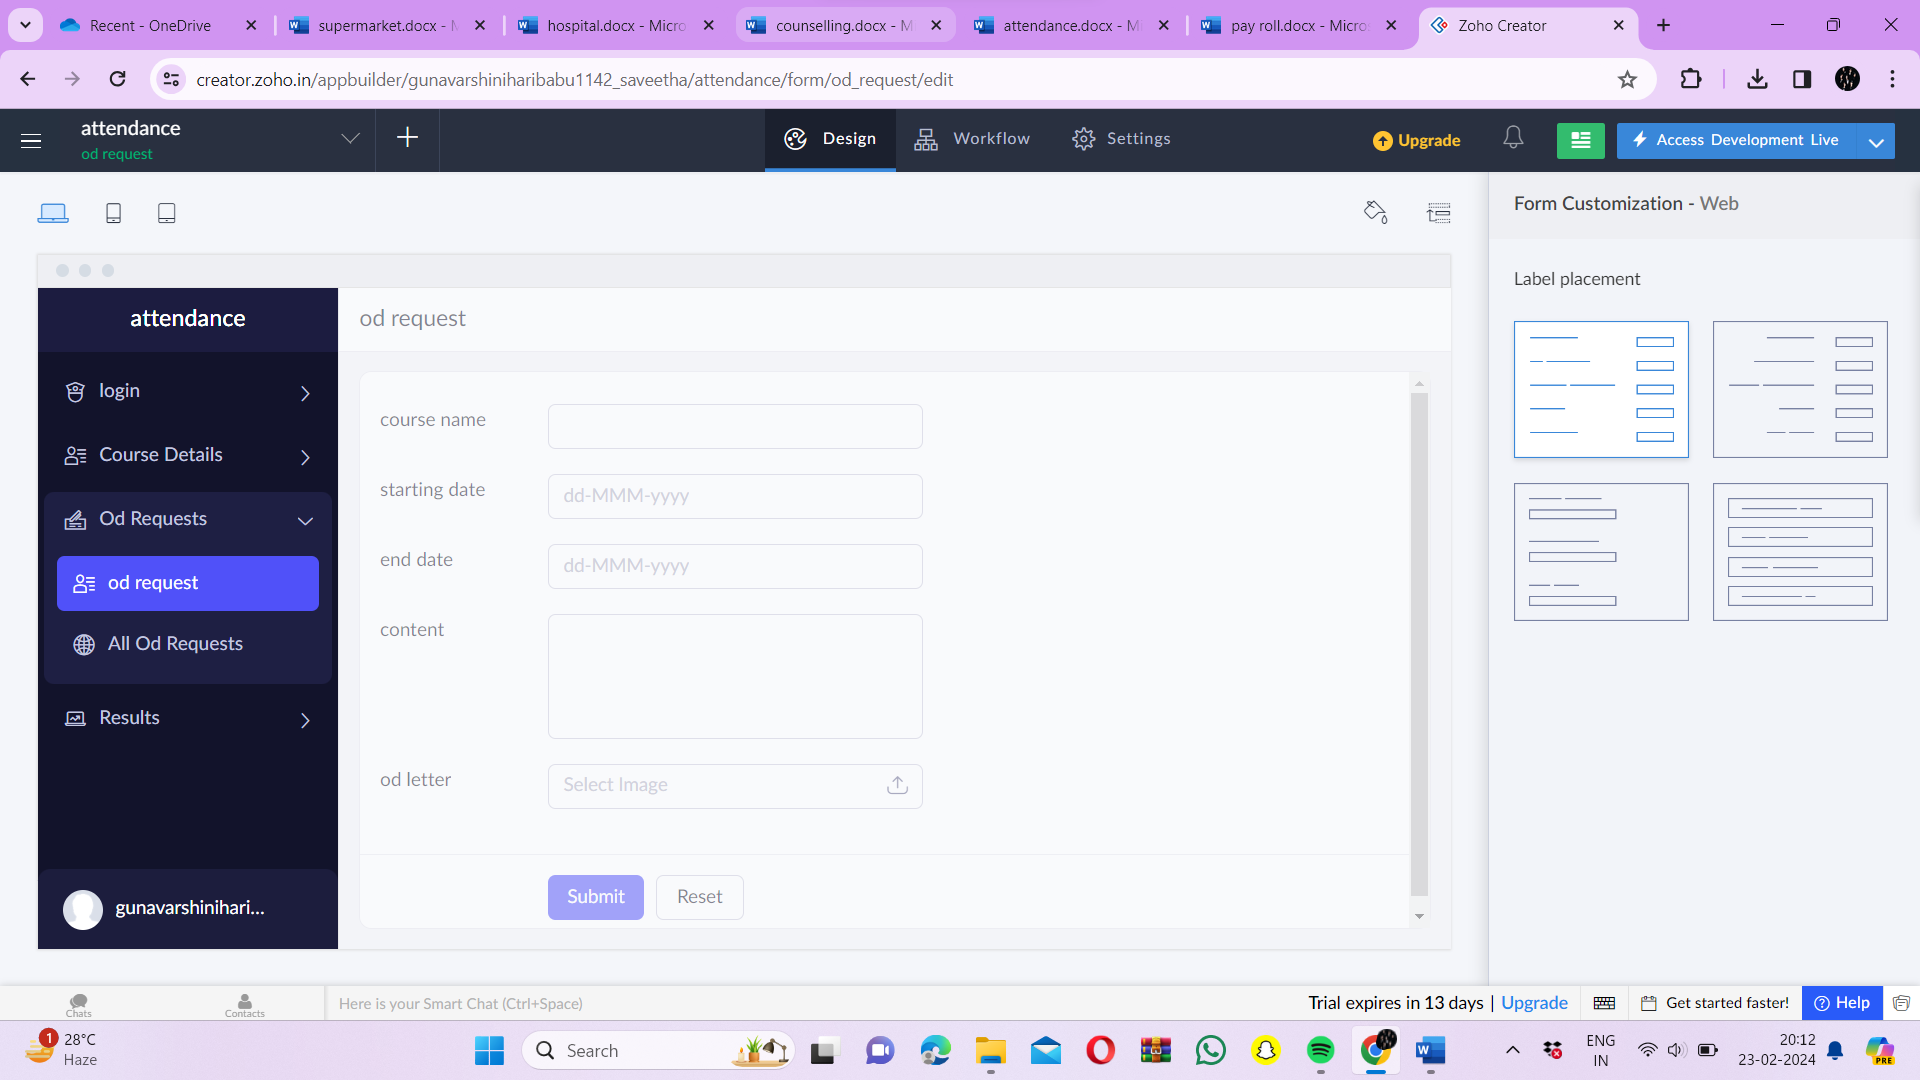 Recent - OneDrive
supermarket.docx - M
hospital.docx - Micro
counselling.docx - M
attendance.docx - Mi
pay roll.docx - Micros
Zoho Creator
creator.zoho.in/appbuilder/gunavarshiniharibabu1142_saveetha/attendance/form/od_request/edit
attendance
od request
Design
Workflow
Settings
Upgrade
Access Development Live
Form Customization - Web
Label placement
attendance
od request
login
Course Details
Od Requests
od request
All Od Requests
Results
gunavarshinihari...
course name
starting date
dd-MMM-yyyy
end date
dd-MMM-yyyy
content
od letter
Select Image
Submit
Reset
Chats
Contacts
Here is your Smart Chat (Ctrl+Space)
Trial expires in 13 days | Upgrade
Get started faster!
Help
1
28°C
Haze
Search
ENG
IN
20:12
23-02-2024
PRE